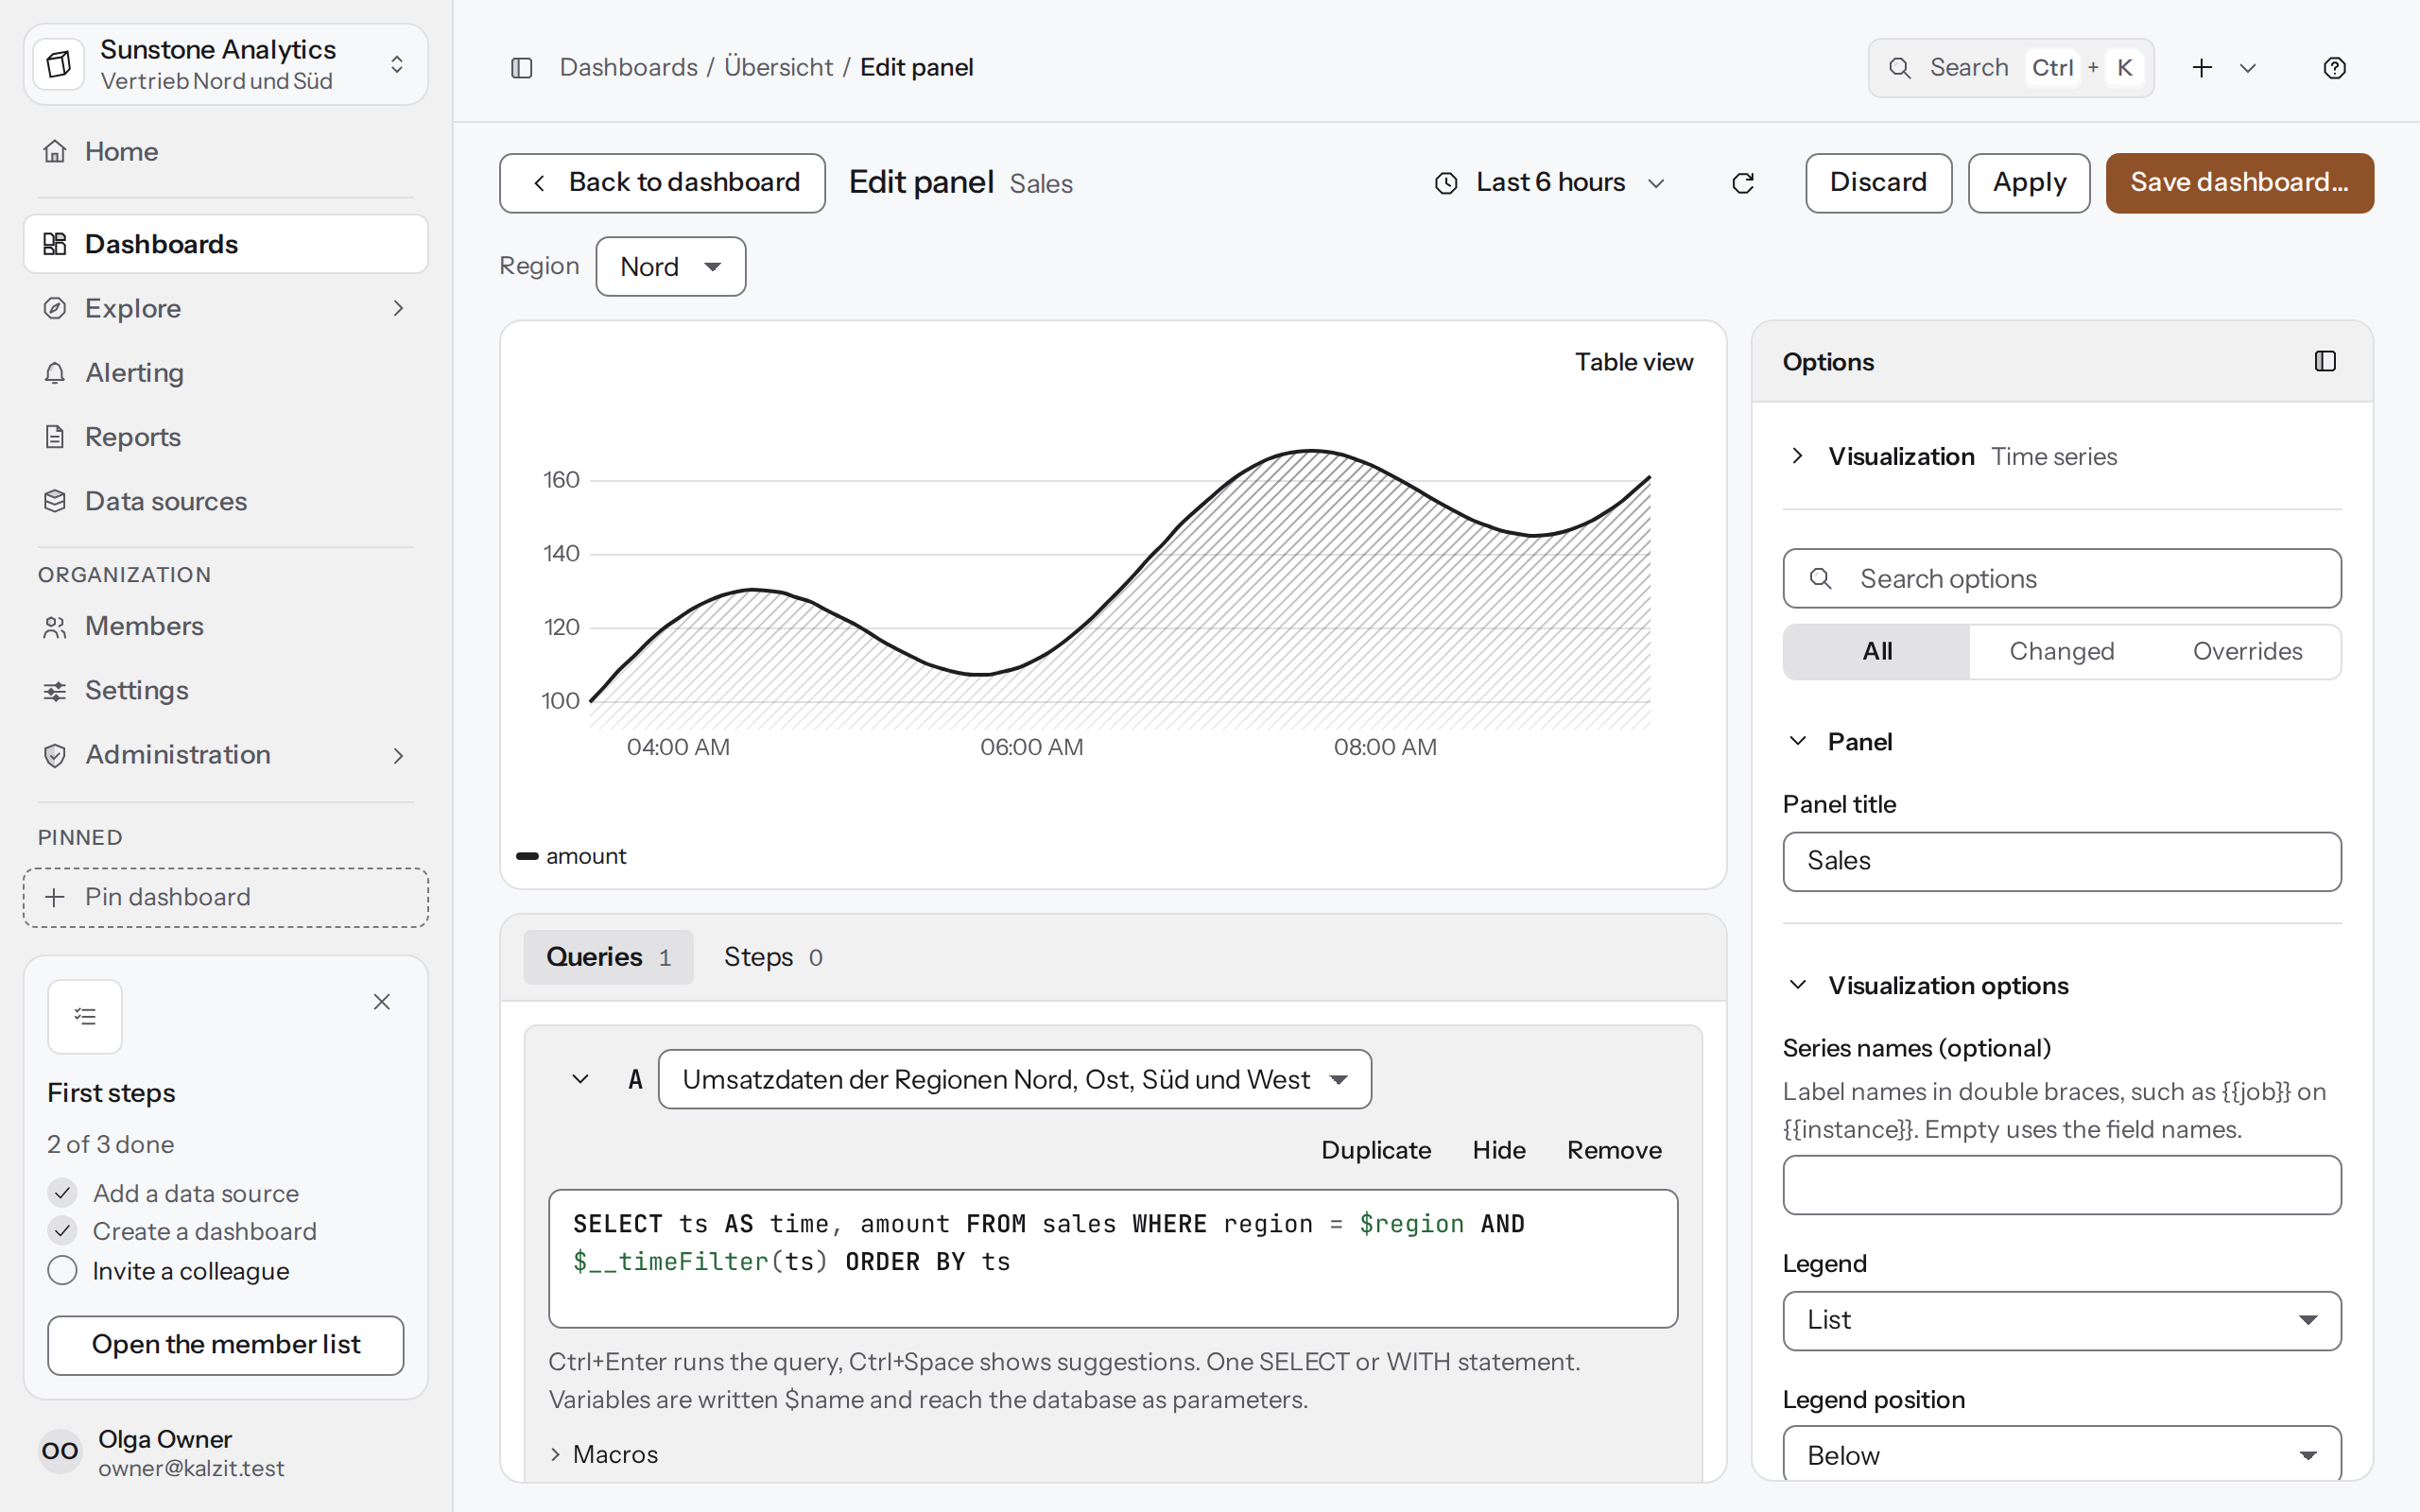 Sunstone Analytics
Vertrieb Nord und Süd
Home
Dashboards
Explore
Alerting
Reports
Data sources
ORGANIZATION
Members
Settings
Administration
PINNED
Pin dashboard
First steps
2 of 3 done
Add a data source
Create a dashboard
Invite a colleague
Open the member list
OO
Olga Owner
owner@kalzit.test
Dashboards / Übersicht / Edit panel
Search Ctrl + K
Back to dashboard
Edit panel Sales
Last 6 hours
Discard
Apply
Save dashboard...
Region Nord
Table view
160
140
120
100
04:00 AM 06:00 AM 08:00 AM
amount
Queries 1 Steps 0
A Umsatzdaten der Regionen Nord, Ost, Süd und West
Duplicate Hide Remove
SELECT ts AS time, amount FROM sales WHERE region = $region AND
$__timeFilter(ts) ORDER BY ts
Ctrl+Enter runs the query, Ctrl+Space shows suggestions. One SELECT or WITH statement.
Variables are written $name and reach the database as parameters.
Macros
Options
Visualization Time series
Search options
All Changed Overrides
Panel
Panel title
Sales
Visualization options
Series names (optional)
Label names in double braces, such as {{job}} on
{{instance}}. Empty uses the field names.
Legend
List
Legend position
Below